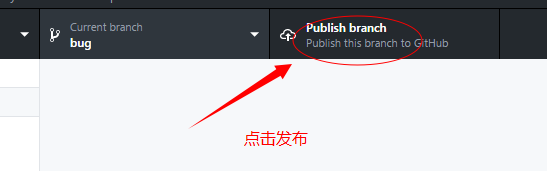 Current branch
bug
Publish branch
Publish this branch to GitHub
点击发布